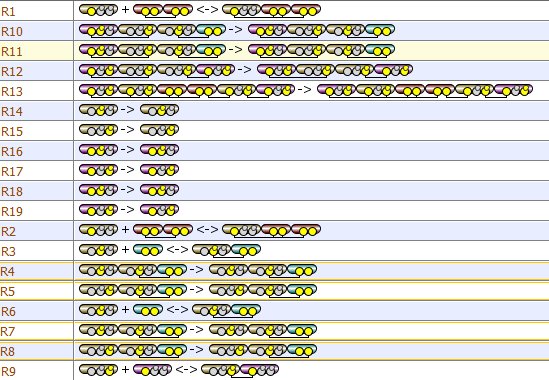 R1 + <->
R10 ->
R11 ->
R12 ->
R13 ->
R14 ->
R15 ->
R16 ->
R17 ->
R18 ->
R19 ->
R2 + <->
R3 + <->
R4 ->
R5 ->
R6 + <->
R7 ->
R8 ->
R9 + <->